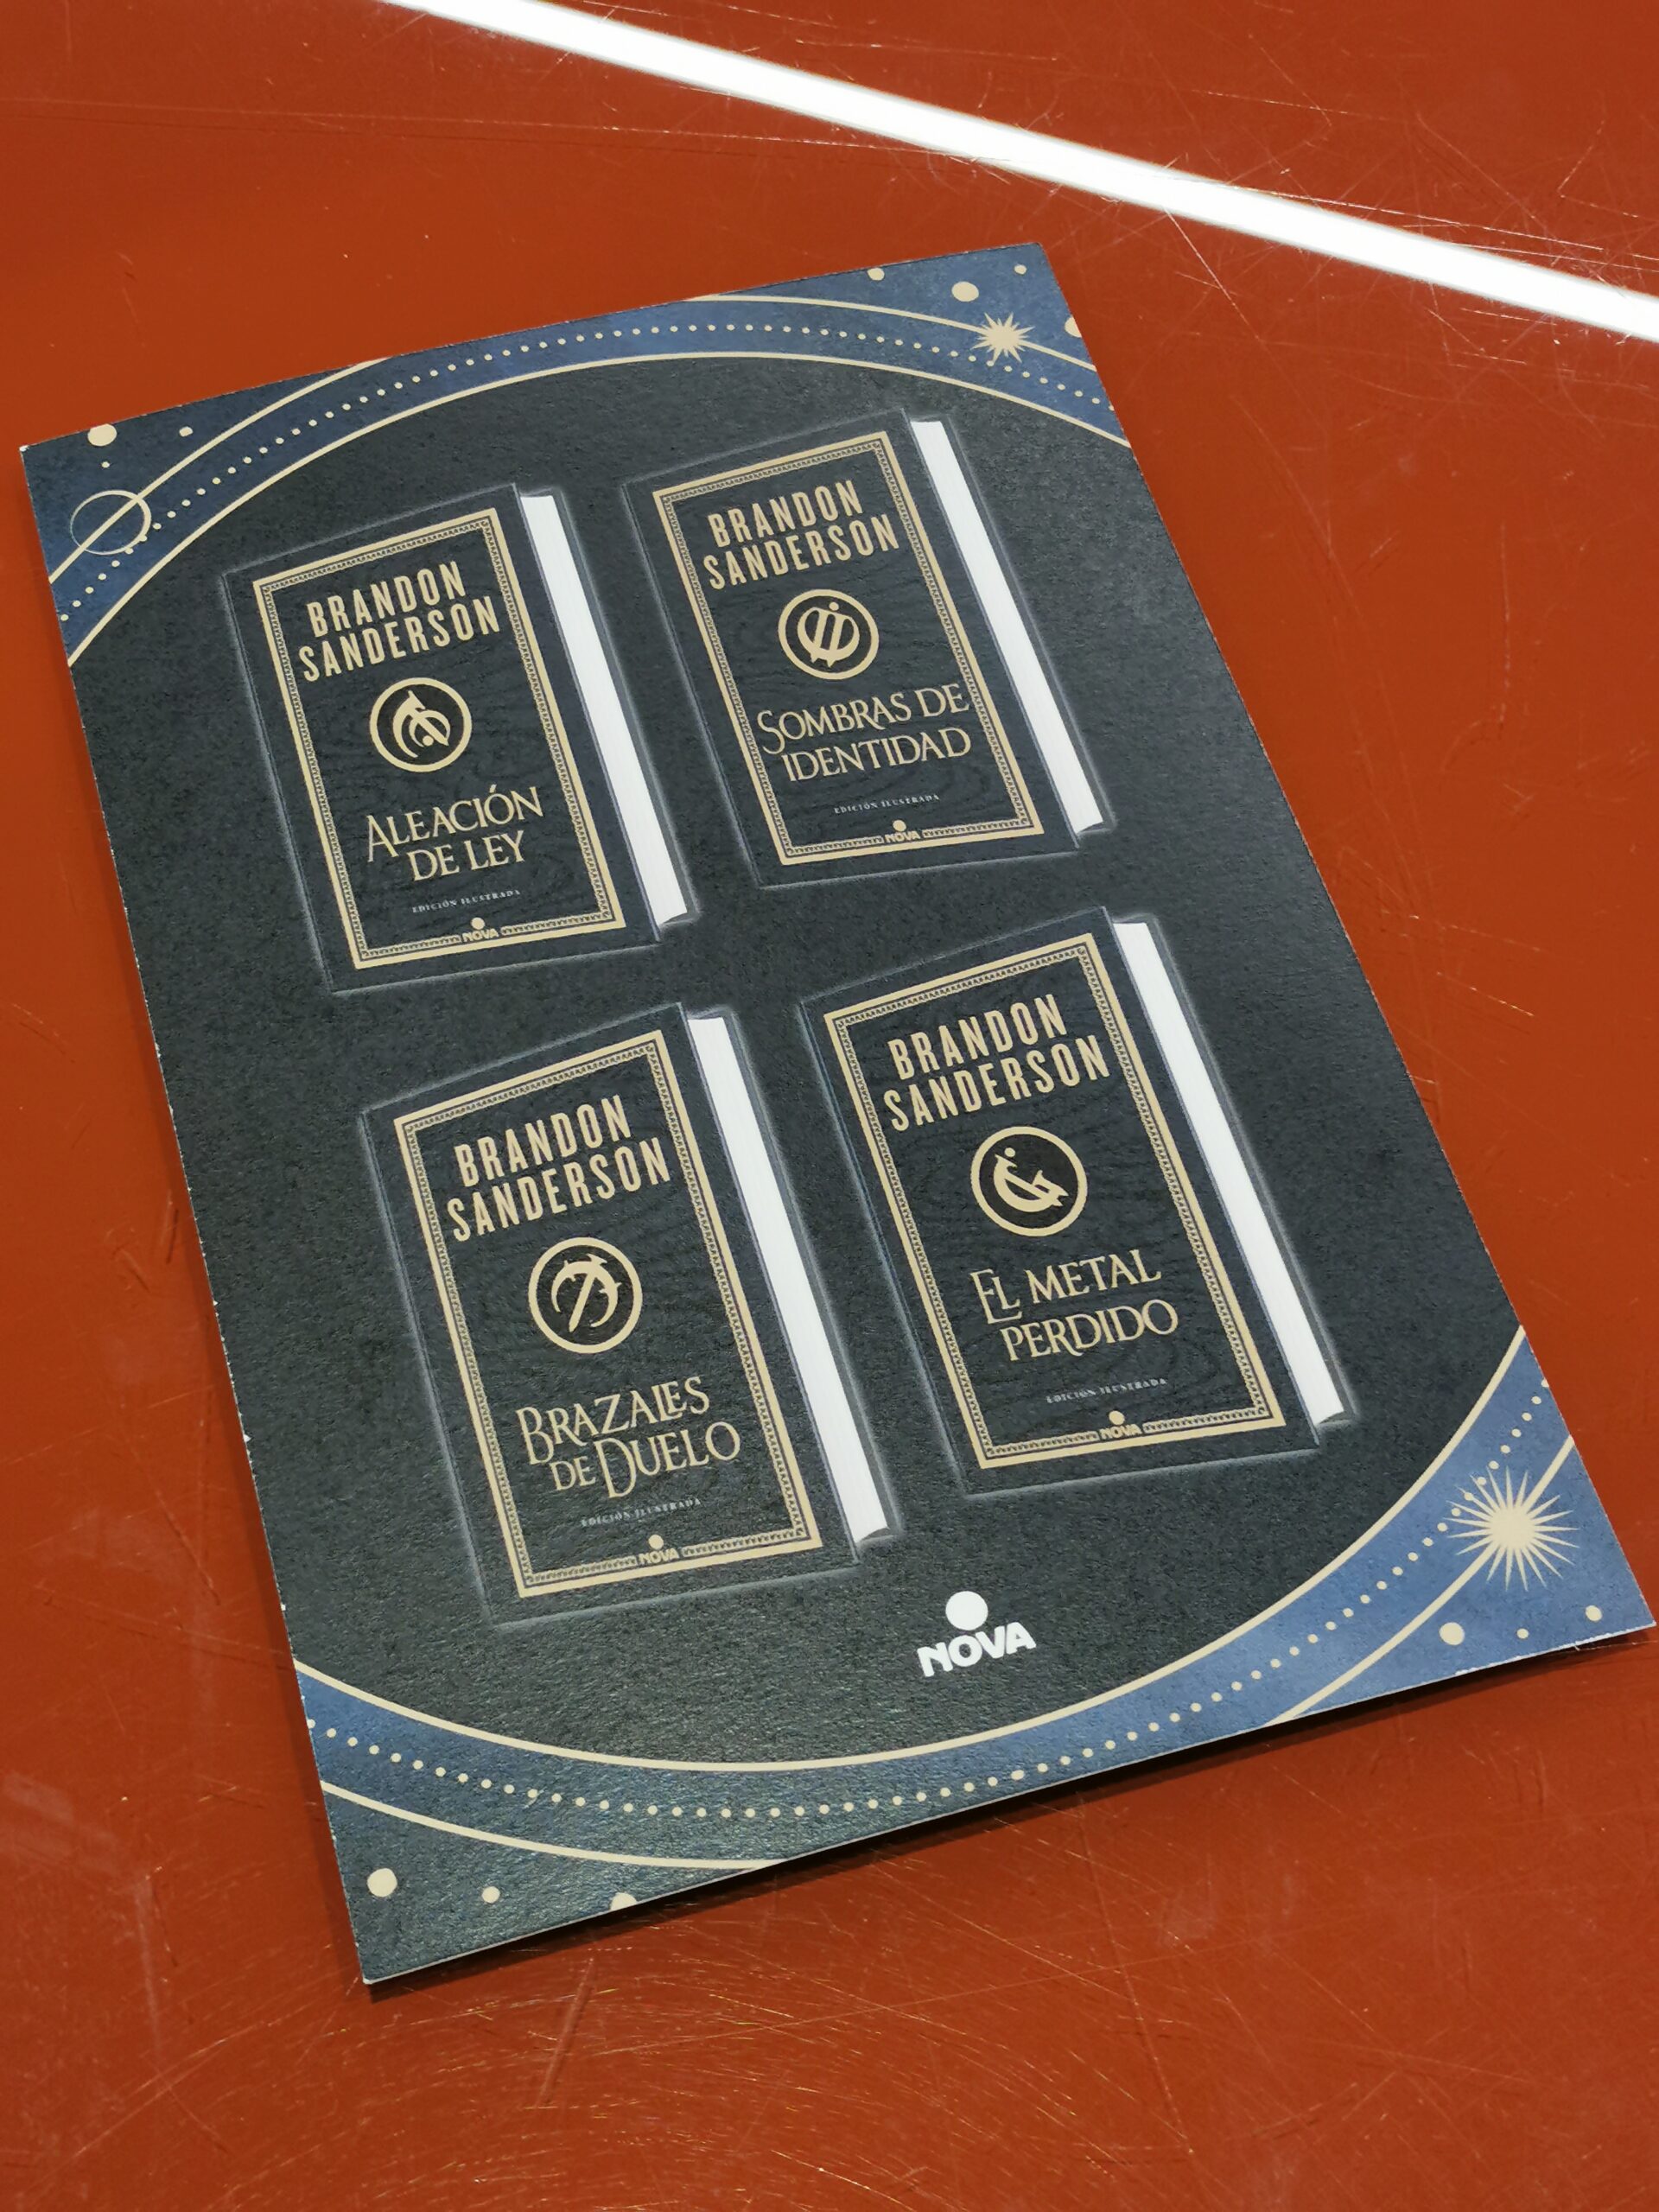 BRANDON
SANDERSON
ALEACIÓN
DE LEY
EDICIÓN ILUSTRADA
NOVA
BRANDON
SANDERSON
SOMBRAS DE
IDENTIDAD
EDICIÓN ILUSTRADA
NOVA
BRANDON
SANDERSON
BRAZALES
DE DUELO
EDICIÓN ILUSTRADA
NOVA
BRANDON
SANDERSON
EL METAL
PERDIDO
EDICIÓN ILUSTRADA
NOVA
NOVA